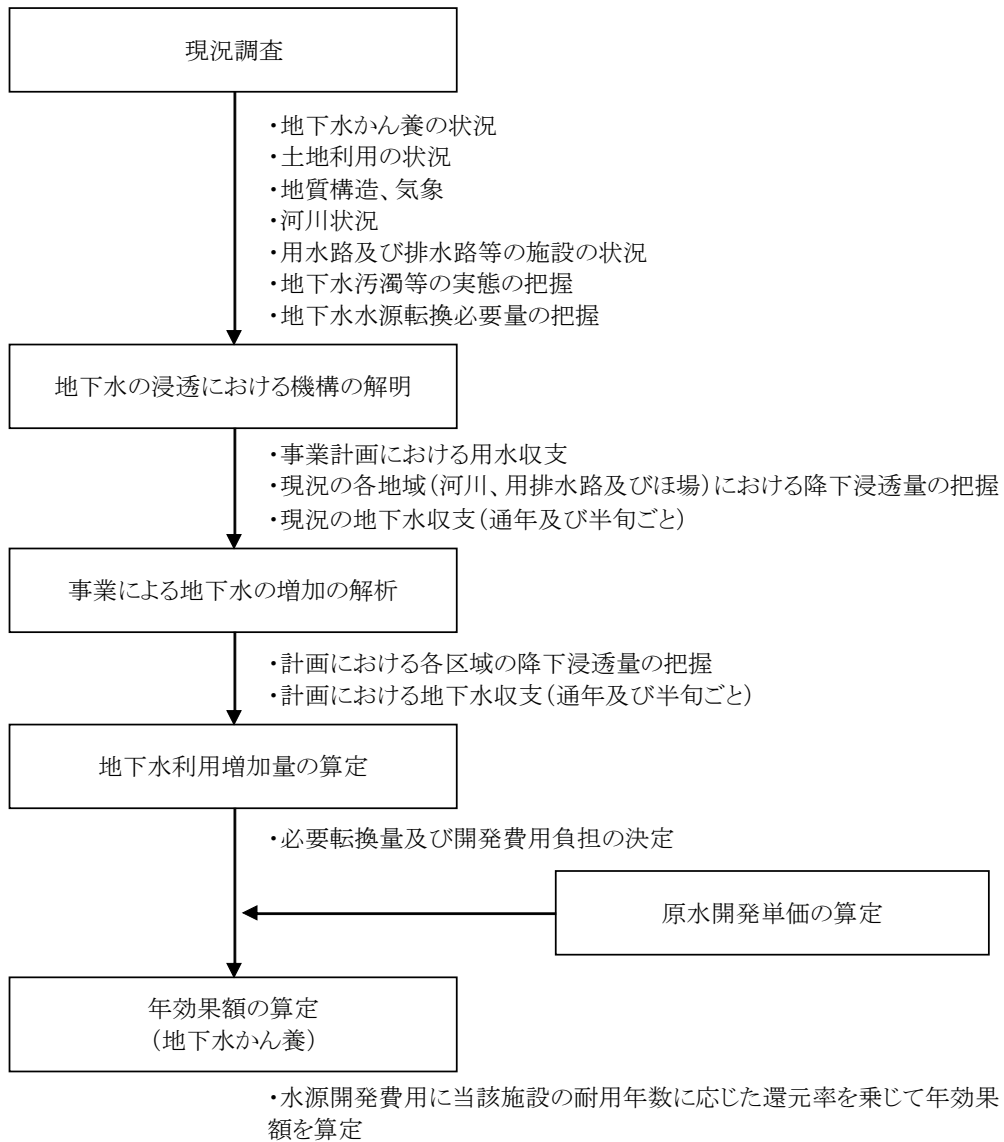 現況調査
・地下水かん養の状況
・土地利用の状況
・地質構造、気象
・河川状況
・用水路及び排水路等の施設の状況
・地下水汚濁等の実態の把握
・地下水水源転換必要量の把握
地下水の浸透における機構の解明
・事業計画における用水収支
・現況の各地域（河川、用排水路及びほ場）における降下浸透量の把握
・現況の地下水収支（通年及び半旬ごと）
事業による地下水の増加の解析
・計画における各区域の降下浸透量の把握
・計画における地下水収支（通年及び半旬ごと）
地下水利用増加量の算定
・必要転換量及び開発費用負担の決定
原水開発単価の算定
年効果額の算定
（地下水かん養）
・水源開発費用に当該施設の耐用年数に応じた還元率を乗じて年効果
額を算定